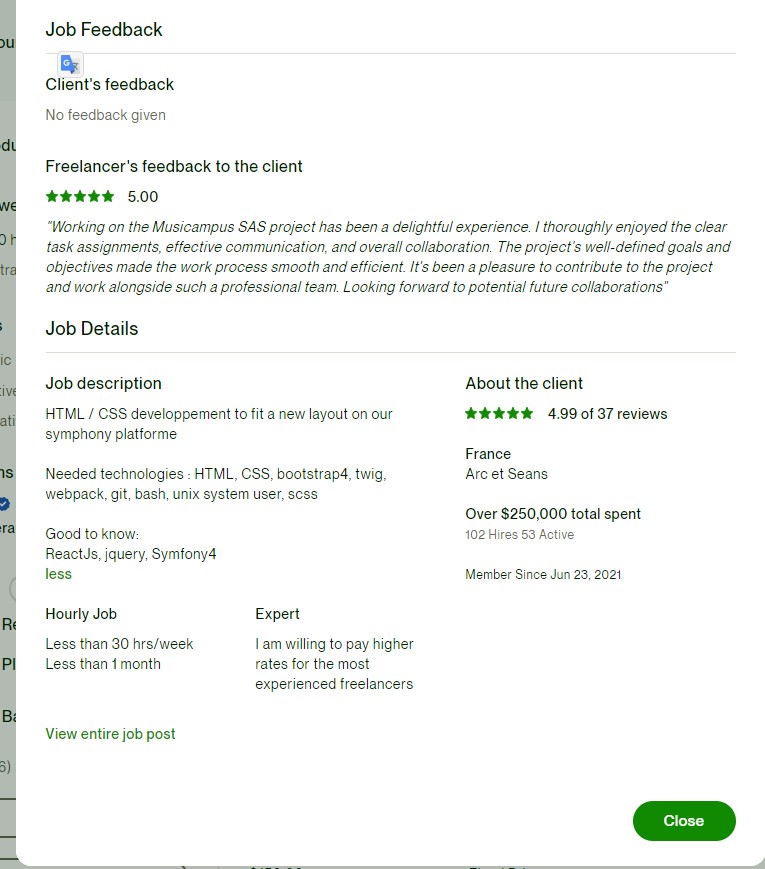 Job Feedback
Client's feedback
No feedback given
Freelancer's feedback to the client
5.00
"Working on the Musicampus SAS project has been a delightful experience. I thoroughly enjoyed the clear
task assignments, effective communication, and overall collaboration. The project's well-defined goals and
objectives made the work process smooth and efficient. It's been a pleasure to contribute to the project
and work alongside such a professional team. Looking forward to potential future collaborations"
Job Details
Job description
HTML / CSS developpement to fit a new layout on our
symphony platforme
Needed technologies : HTML, CSS, bootstrap4, twig,
webpack, git, bash, unix system user, scss
Good to know:
ReactJs, jquery, Symfony4
less
Hourly Job
Less than 30 hrs/week
Less than 1 month
Expert
I am willing to pay higher
rates for the most
experienced freelancers
About the client
4.99 of 37 reviews
France
Arc et Seans
Over $250,000 total spent
102 Hires 53 Active
Member Since Jun 23, 2021
View entire job post
Close